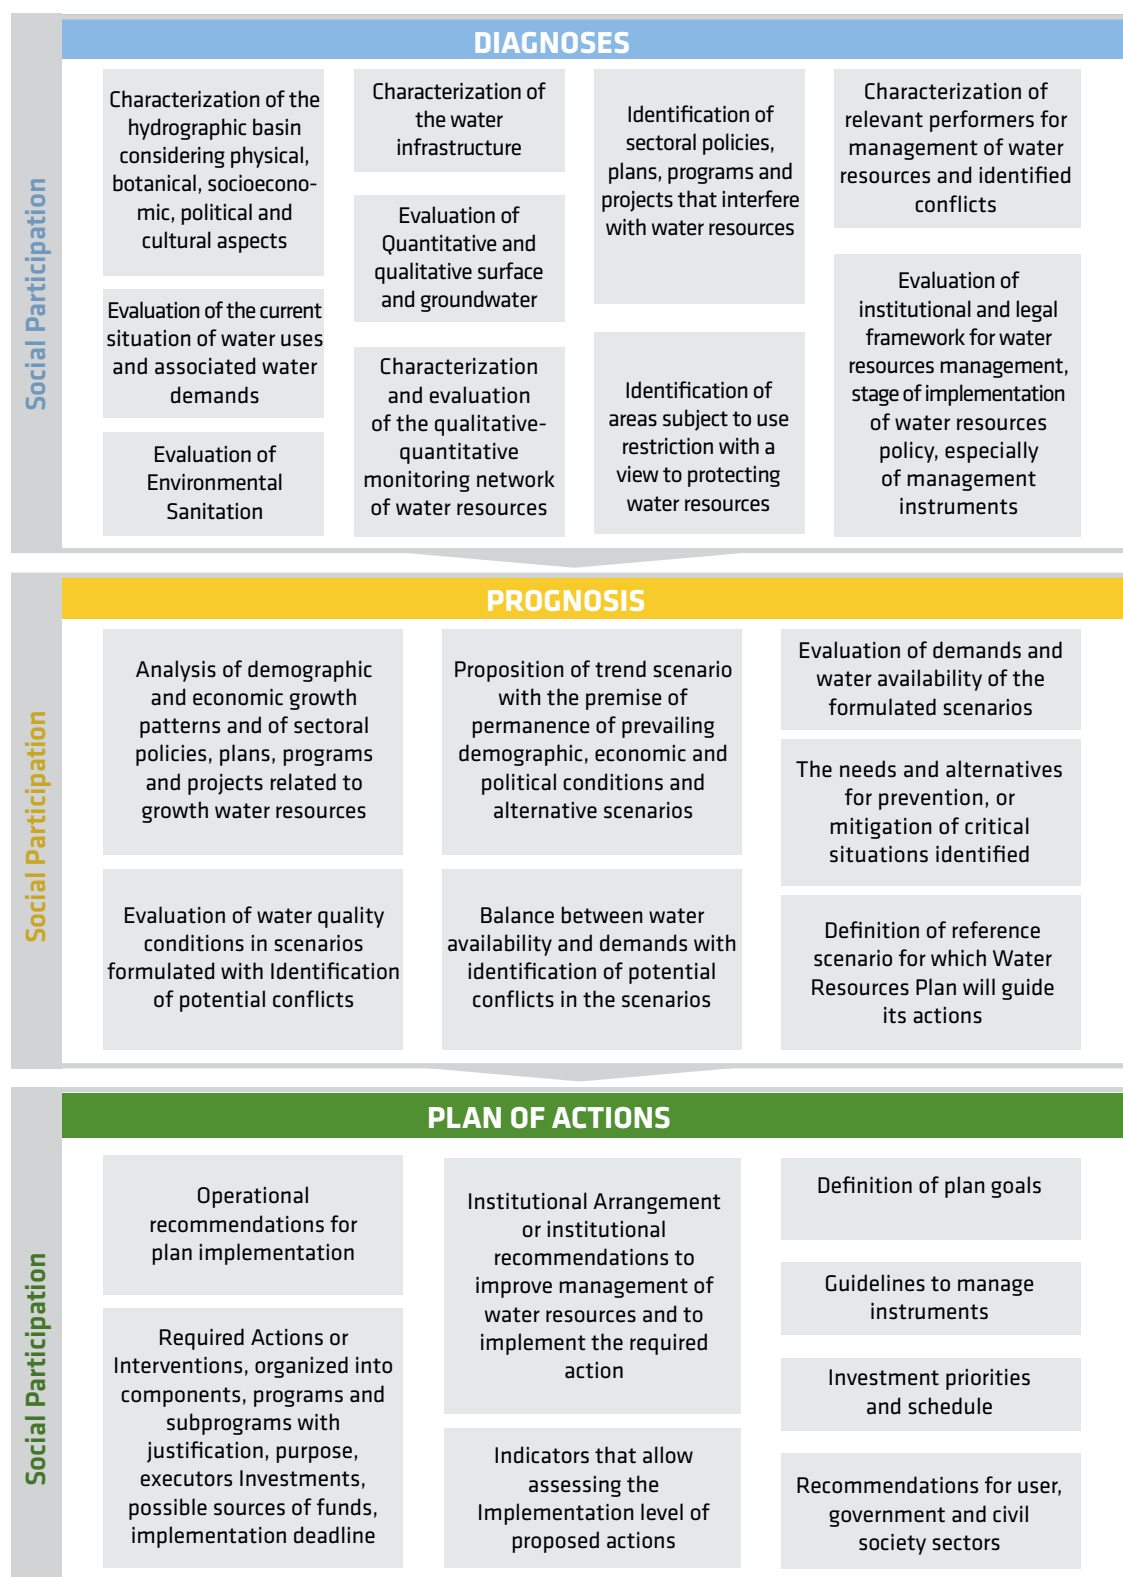 Social Participation
DIAGNOSES
Characterization of the
hydrographic basin
considering physical,
botanical, socioecono-
mic, political and
cultural aspects
Evaluation of the current
situation of water uses
and associated water
demands
Evaluation of
Environmental
Sanitation
Characterization of
the water
infrastructure
Evaluation of
Quantitative and
qualitative surface
and groundwater
Characterization
and evaluation
of the qualitative-
quantitative
monitoring network
of water resources
Identification of
sectoral policies,
plans, programs and
projects that interfere
with water resources
Identification of
areas subject to use
restriction with a
view to protecting
water resources
Characterization of
relevant performers for
management of water
resources and identified
conflicts
Evaluation of
institutional and legal
framework for water
resources management,
stage of implementation
of water resources
policy, especially
of management
instruments
Social Participation
PROGNOSIS
Analysis of demographic
and economic growth
patterns and of sectoral
policies, plans, programs
and projects related to
growth water resources
Evaluation of water quality
conditions in scenarios
formulated with Identification
of potential conflicts
Proposition of trend scenario
with the premise of
permanence of prevailing
demographic, economic and
political conditions and
alternative scenarios
Balance between water
availability and demands with
identification of potential
conflicts in the scenarios
Evaluation of demands and
water availability of the
formulated scenarios
The needs and alternatives
for prevention, or
mitigation of critical
situations identified
Definition of reference
scenario for which Water
Resources Plan will guide
its actions
Social Participation
PLAN OF ACTIONS
Operational
recommendations for
plan implementation
Required Actions or
Interventions, organized into
components, programs and
subprograms with
justification, purpose,
executors Investments,
possible sources of funds,
implementation deadline
Institutional Arrangement
or institutional
recommendations to
improve management of
water resources and to
implement the required
action
Indicators that allow
assessing the
Implementation level of
proposed actions
Definition of plan goals
Guidelines to manage
instruments
Investment priorities
and schedule
Recommendations for user,
government and civil
society sectors